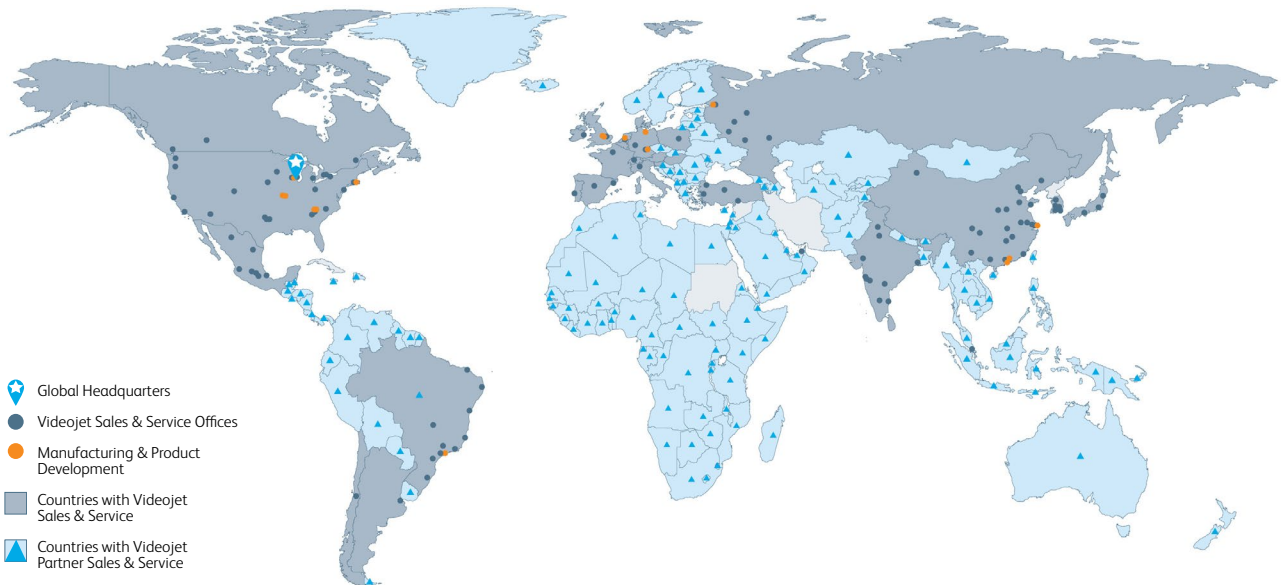 Global Headquarters
Videojet Sales & Service Offices
Manufacturing & Product
Development
Countries with Videojet
Sales & Service
Countries with Videojet
Partner Sales & Service